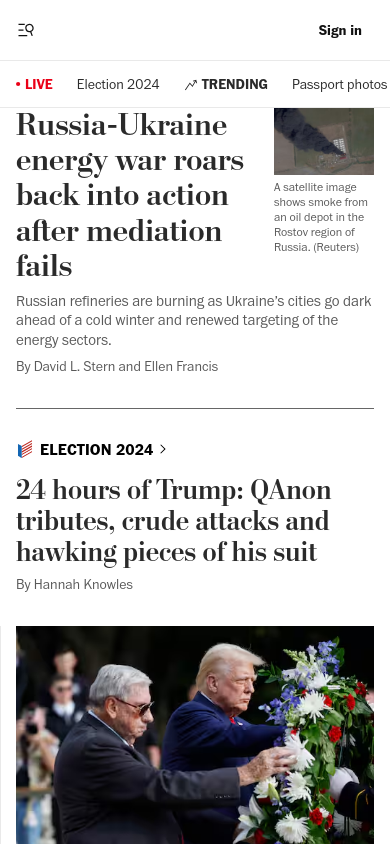 Sign in
LIVE
Election 2024
TRENDING
Passport photos
Russia-Ukraine
energy war roars
back into action
after mediation
fails
A satellite image
shows smoke from
an oil depot in the
Rostov region of
Russia. (Reuters)
Russian refineries are burning as Ukraine’s cities go dark
ahead of a cold winter and renewed targeting of the
energy sectors.
By David L. Stern and Ellen Francis
ELECTION 2024
24 hours of Trump: QAnon
tributes, crude attacks and
hawking pieces of his suit
By Hannah Knowles